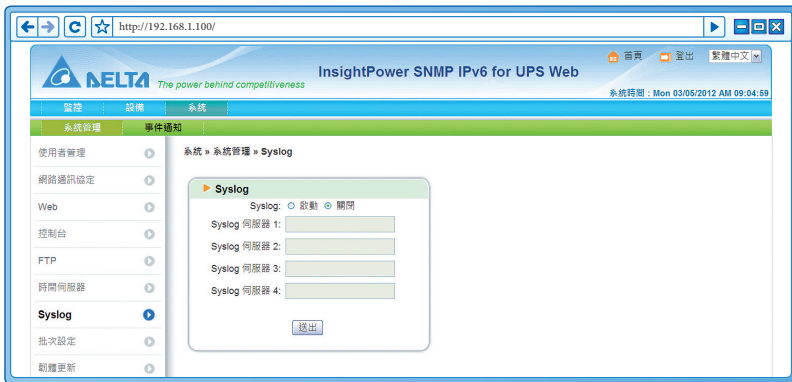 http://192.168.1.100/
DELTA
The power behind competitiveness
InsightPower SNMP IPv6 for UPS Web
首頁
登出
繁體中文
系統時間 : Mon 03/05/2012 AM 09:04:59
監控
設備
系統
系統管理
事件通知
使用者管理
網路通訊協定
Web
控制台
FTP
時間伺服器
Syslog
批次設定
韌體更新
系統 » 系統管理 » Syslog
Syslog
Syslog: 啟動 關閉
Syslog 伺服器 1:
Syslog 伺服器 2:
Syslog 伺服器 3:
Syslog 伺服器 4:
送出